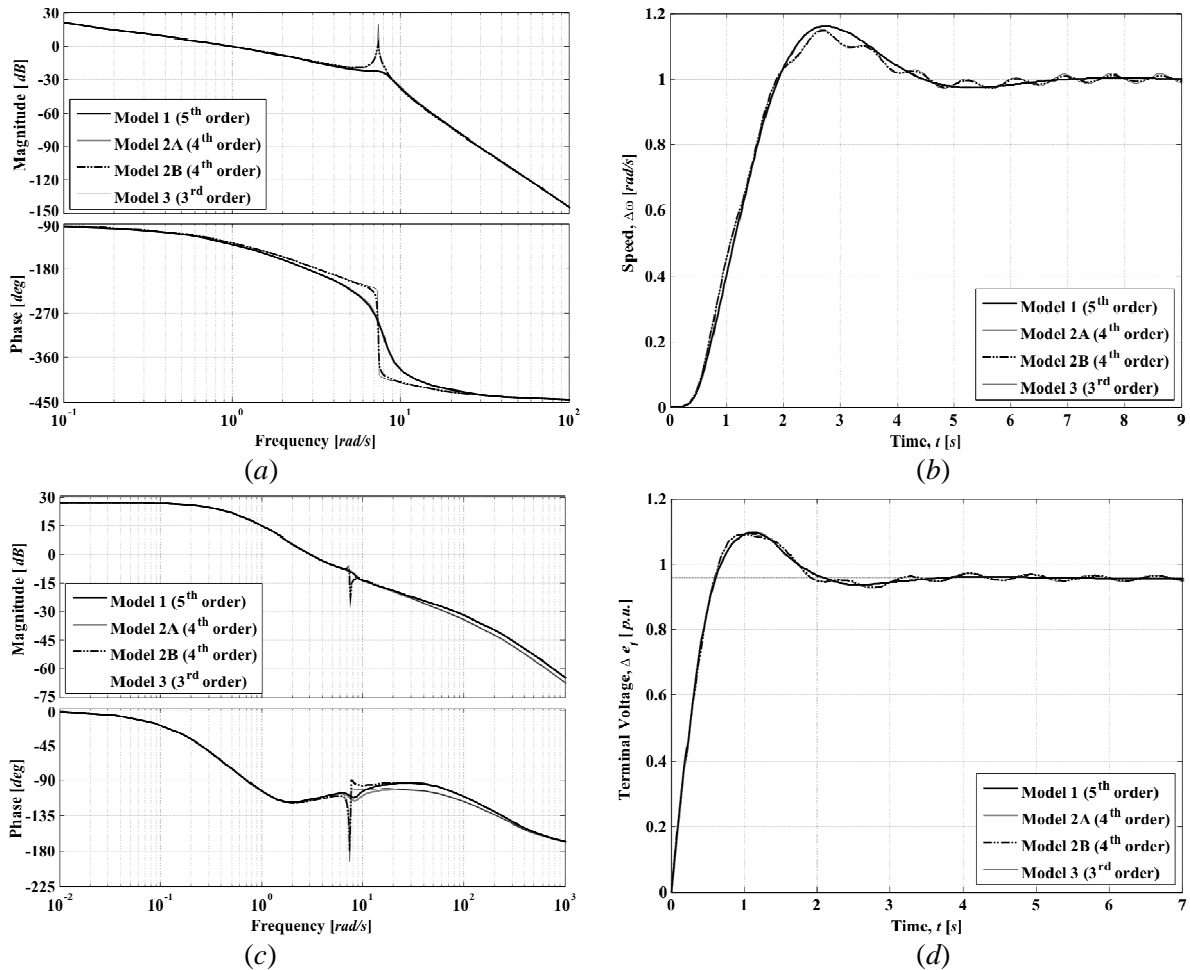 30
0
-30
-60
-90
-120
-150
Magnitude [dB]
Model 1 (5th order)
Model 2A (4th order)
Model 2B (4th order)
Model 3 (3rd order)
-90
-180
-270
-360
-450
Phase [deg]
10-1 100 101 102
Frequency [rad/s]
(a)
1.2
1
0.8
0.6
0.4
0.2
0
Speed, Δω [rad/s]
Model 1 (5th order)
Model 2A (4th order)
Model 2B (4th order)
Model 3 (3rd order)
0 1 2 3 4 5 6 7 8 9
Time, t [s]
(b)
30
15
0
-15
-30
-45
-60
-75
Magnitude [dB]
Model 1 (5th order)
Model 2A (4th order)
Model 2B (4th order)
Model 3 (3rd order)
0
-45
-90
-135
-180
-225
Phase [deg]
10-2 10-1 100 101 102 103
Frequency [rad/s]
(c)
1.2
1
0.8
0.6
0.4
0.2
0
Terminal Voltage, Δ et [p.u.]
Model 1 (5th order)
Model 2A (4th order)
Model 2B (4th order)
Model 3 (3rd order)
0 1 2 3 4 5 6 7
Time, t [s]
(d)